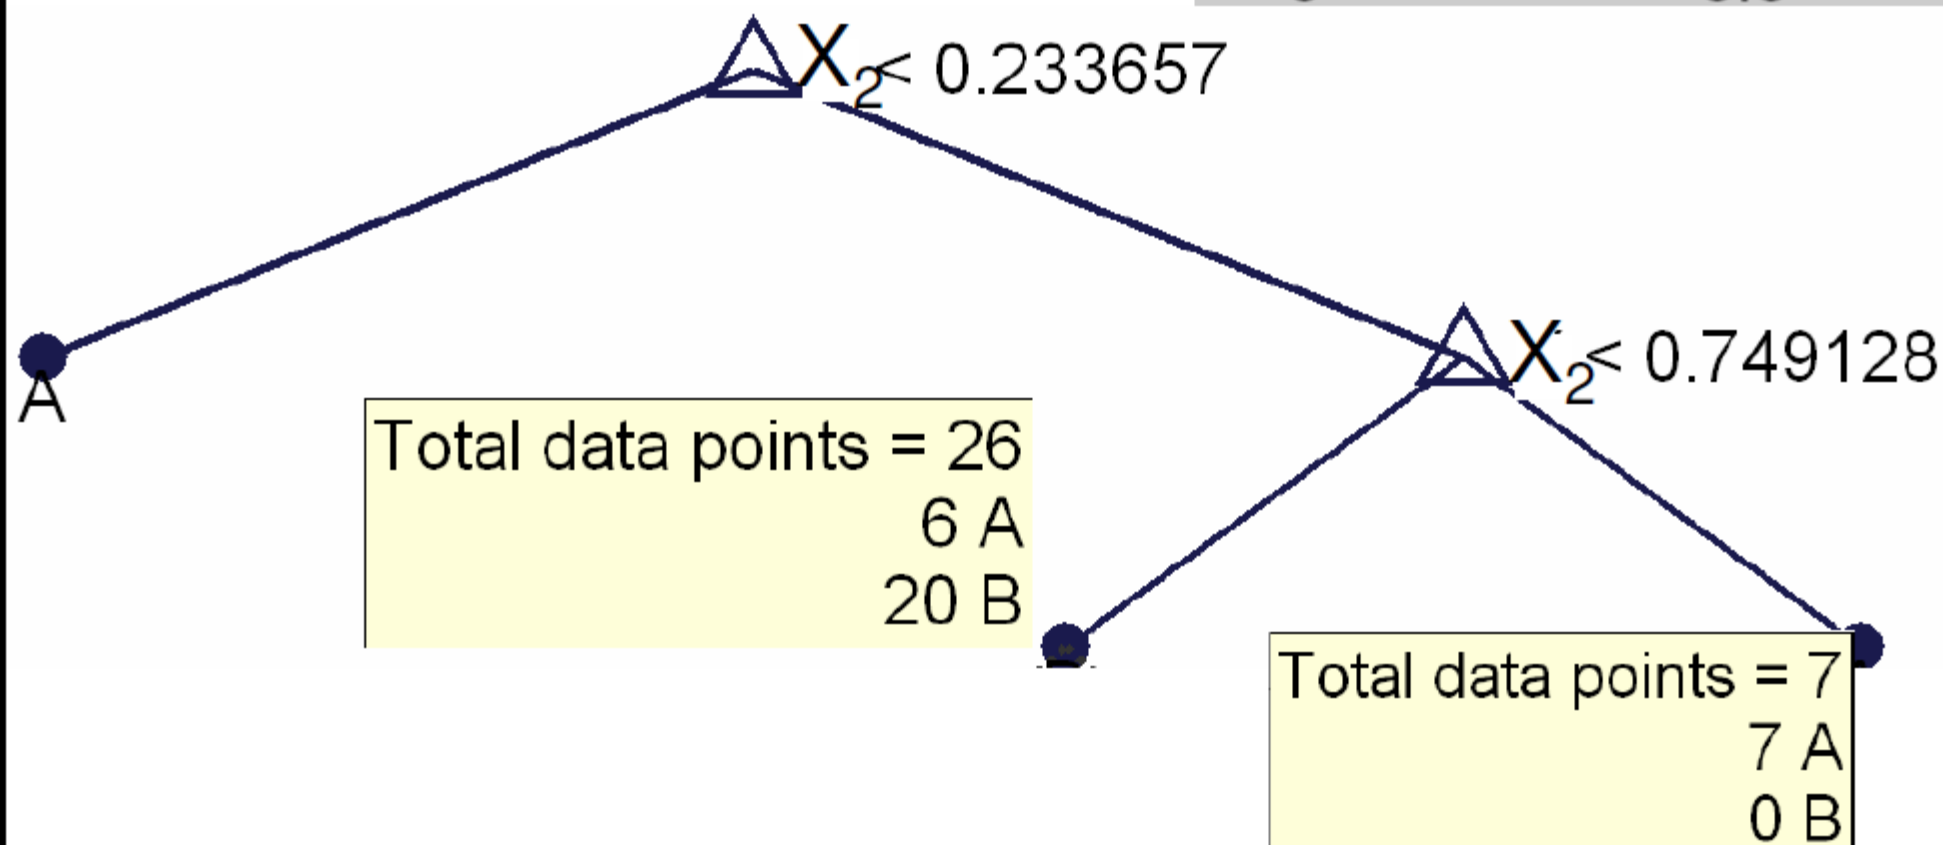 X2< 0.233657
X2< 0.749128
A
Total data points = 26
6 A
20 B
Total data points = 7
7 A
0 B